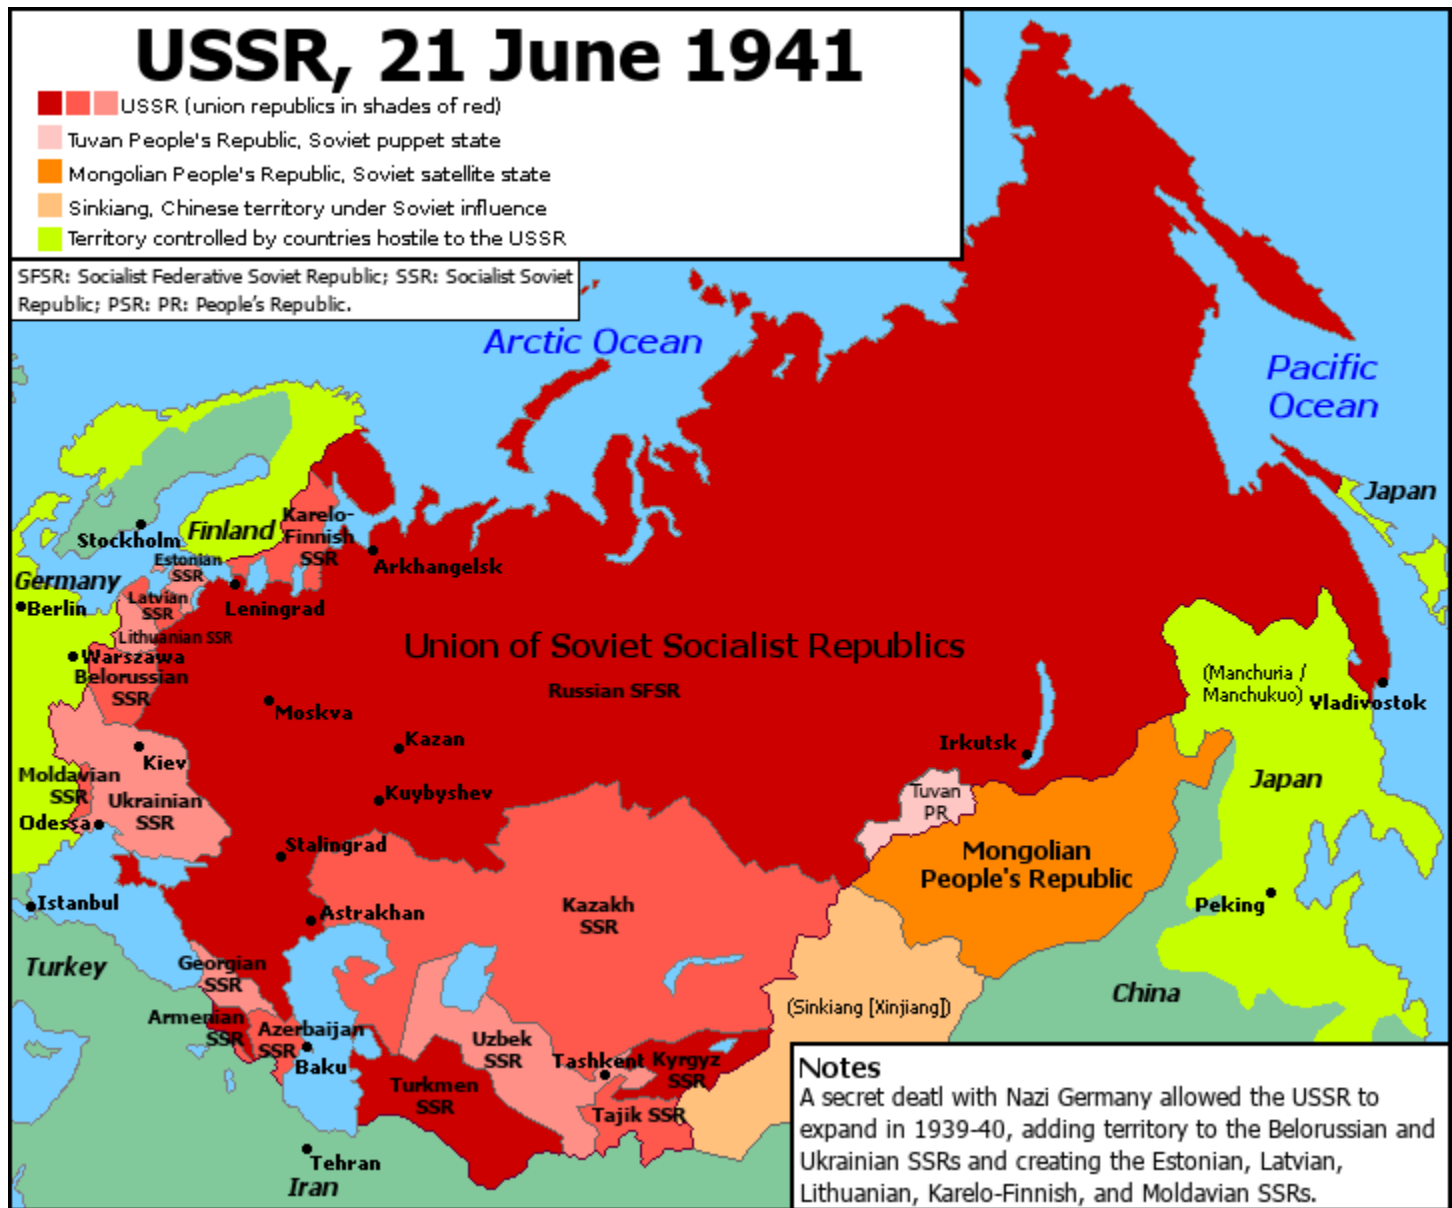 USSR, 21 June 1941
USSR (union republics in shades of red)
Tuvan People's Republic, Soviet puppet state
Mongolian People's Republic, Soviet satellite state
Sinkiang, Chinese territory under Soviet influence
Territory controlled by countries hostile to the USSR
SFSR: Socialist Federative Soviet Republic; SSR: Socialist Soviet
Republic; PSR: PR: People's Republic.
Arctic Ocean
Pacific
Ocean
Japan
Karelo-
Finnish
SSR
Finland
Stockholm
Estonian
SSR
Arkhangelsk
Germany
Berlin
Latvian
SSR
Leningrad
Lithuanian SSR
Warszawa
Belorussian
SSR
Union of Soviet Socialist Republics
Russian SFSR
(Manchuria /
Manchukuo)
Vladivostok
Moskva
Kazan
Irkutsk
Kiev
Moldavian
SSR
Ukrainian
SSR
Kuybyshev
Tuvan
PR
Japan
Odessa
Stalingrad
Mongolian
People's Republic
Istanbul
Astrakhan
Kazakh
SSR
Peking
Turkey
Georgian
SSR
China
(Sinkiang [Xinjiang])
Armenian
SSR
Azerbaijan
SSR
Baku
Uzbek
SSR
Tashkent
Kyrgyz
SSR
Turkmen
SSR
Tajik SSR
Tehran
Iran
Notes
A secret deatl with Nazi Germany allowed the USSR to
expand in 1939-40, adding territory to the Belorussian and
Ukrainian SSRs and creating the Estonian, Latvian,
Lithuanian, Karelo-Finnish, and Moldavian SSRs.